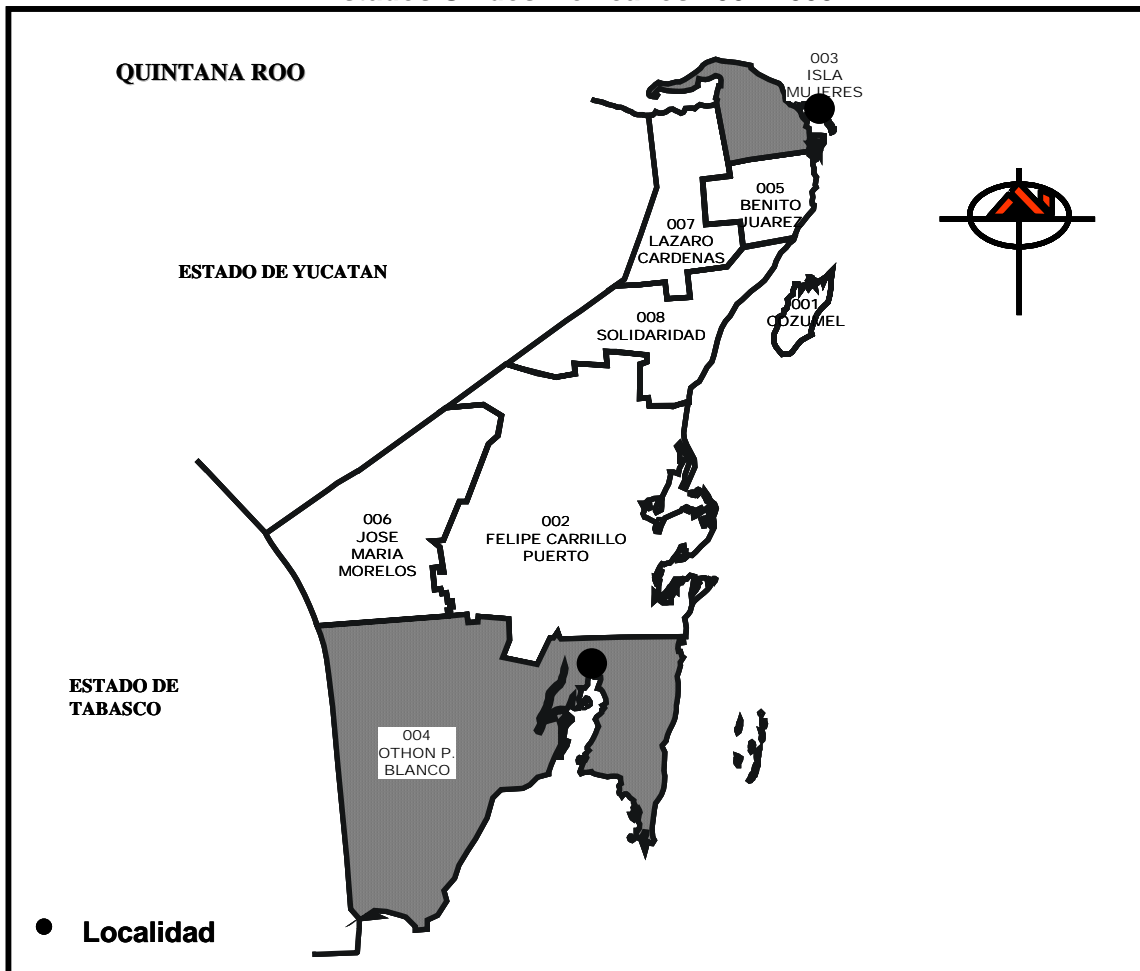 QUINTANA ROO
003
ISLA
MUJERES
005
BENITO
JUAREZ
007
LAZARO
CARDENAS
ESTADO DE YUCATAN
001
COZUMEL
008
SOLIDARIDAD
006
JOSE
MARIA
MORELOS
002
FELIPE CARRILLO
PUERTO
ESTADO DE
TABASCO
004
OTHON P.
BLANCO
Localidad